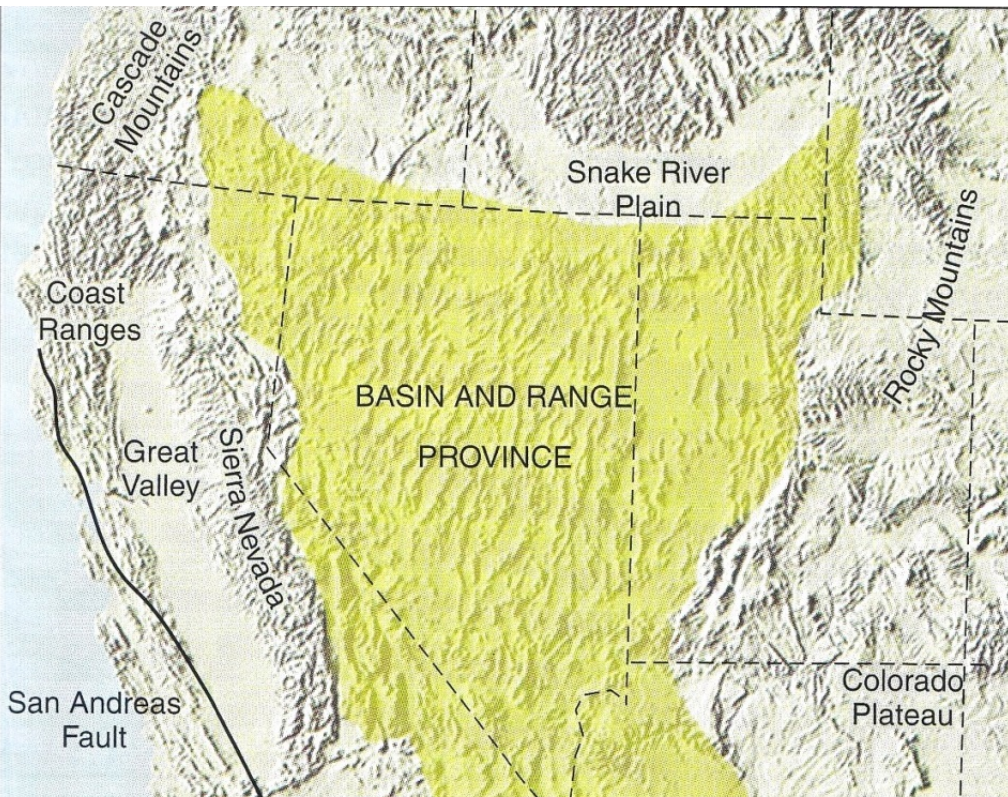 Cascade
Mountains
Snake River
Plain
Rocky Mountains
Coast
Ranges
BASIN AND RANGE
PROVINCE
Great
Valley
Sierra Nevada
Colorado
Plateau
San Andreas
Fault